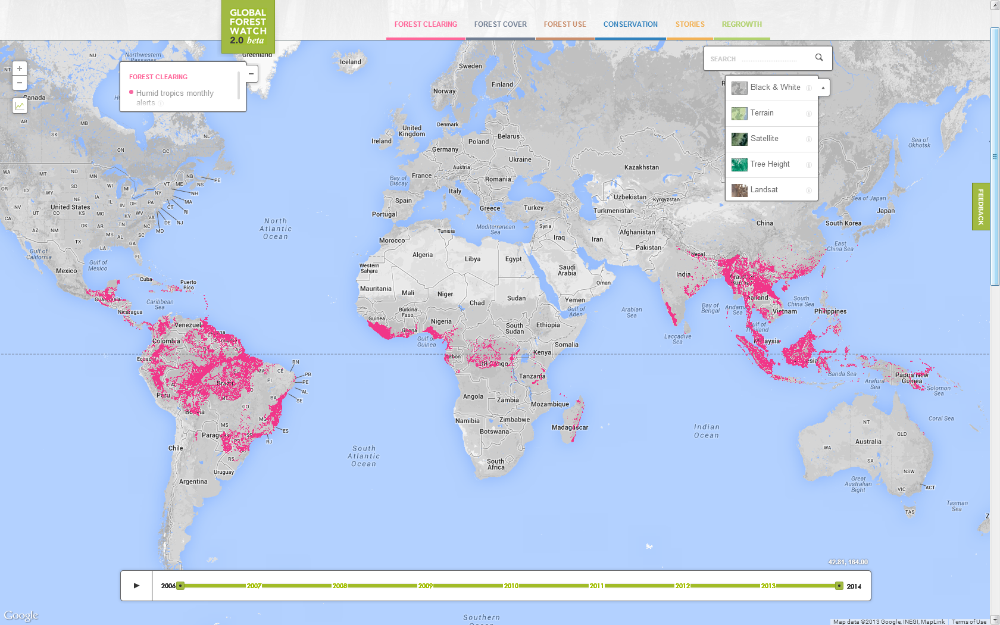 GLOBAL
FOREST
WATCH
2.0 beta
FOREST CLEARING
FOREST COVER
FOREST USE
CONSERVATION
STORIES
REGROWTH
SEARCH
Black & White
Terrain
Satellite
Tree Height
Landsat
FEEDBACK
+
−
FOREST CLEARING
Humid tropics monthly
alerts
Greenland
Northwestern
Passages
NU
NT
Canada
AB
SK
MB
ON
QC
NL
Iceland
Sweden
Norway
Finland
Denmark
United
Kingdom
Ireland
Belarus
Poland
Germany
Ukraine
Austria
France
Romania
Bay of
Biscay
Italy
Spain
Portugal
Greece
Turkey
Kazakhstan
Uzbekistan
Kyrgyzstan
Turkmenistan
Sea of
Okhotsk
Sea of Japan
Japan
South Korea
China
East
China Sea
WA
MT
ND
MN
OR
ID
SD
WI
MI
NY
VT
ME
NB
PE
NS
NH
MA
RI
CT
NJ
DE
MD
WY
NE
IA
IL
IN
OH
PA
NV
UT
CO
KS
MO
KY
WV
VA
CA
AZ
NM
OK
AR
TN
NC
MS
AL
SC
TX
LA
GA
FL
United States
North
Atlantic
Ocean
Gulf of
California
Gulf of
Mexico
Mexico
Cuba
Puerto
Rico
Guatemala
Caribbean
Sea
Nicaragua
Tunisia
Mediterranean
Sea
Syria
Iraq
Iran
Afghanistan
Pakistan
Morocco
Algeria
Libya
Egypt
Western
Sahara
Saudi
Arabia
Oman
Nepal
India
Mauritania
Mali
Niger
Chad
Sudan
Yemen
Gulf of
Aden
Arabian
Sea
Bay of
Bengal
Thailand
Vietnam
South
China Sea
Philippines
Gulf of
Thailand
Laccadive
Sea
Malaysia
Burkina
Faso
Guinea
Ghana
Nigeria
Gulf of
Guinea
South
Sudan
Ethiopia
Somalia
Kenya
Gabon
DR Congo
Tanzania
Venezuela
Colombia
Ecuador
Peru
Brazil
Bolivia
AP
MA
CE
RN
PB
PE
AL
SE
PI
BA
GO
MG
ES
RJ
MS
RS
Paraguay
Chile
Uruguay
Argentina
Angola
Zambia
Mozambique
Namibia
Zimbabwe
Botswana
Madagascar
South
Africa
South
Atlantic
Ocean
Indian
Ocean
Banda Sea
Arafura
Sea
Papua New
Guinea
Solomon
Sea
Coral Sea
NT
QLD
WA
Australia
SA
NSW
VIC
ACT
TAS
Great
Australian
Bight
Tasman
Sea
42.81, 164.00
2006
2007
2008
2009
2010
2011
2012
2013
2014
Southern
Google
Map data ©2013 Google, INEGI, MapLink
Terms of Use